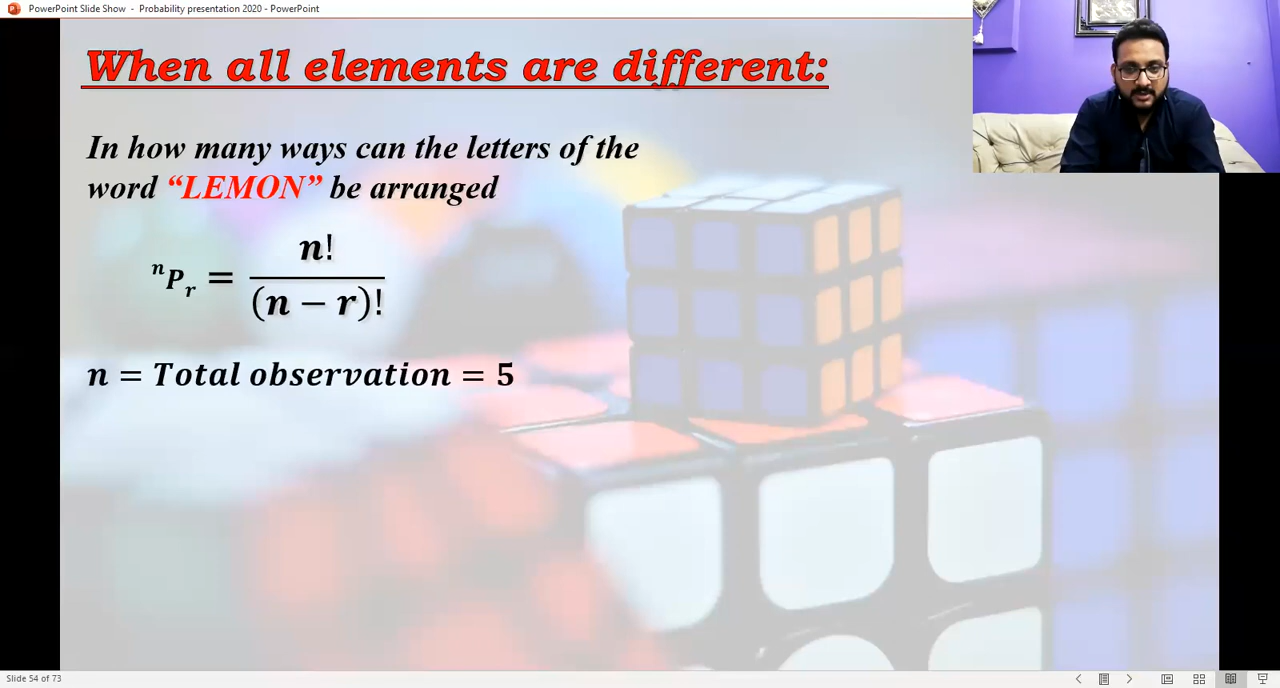 PowerPoint Slide Show - Probability presentation 2020 - PowerPoint
When all elements are different:
In how many ways can the letters of the
word “LEMON” be arranged
ⁿPᵣ = n! / (n − r)!
n = Total observation = 5
Slide 54 of 73